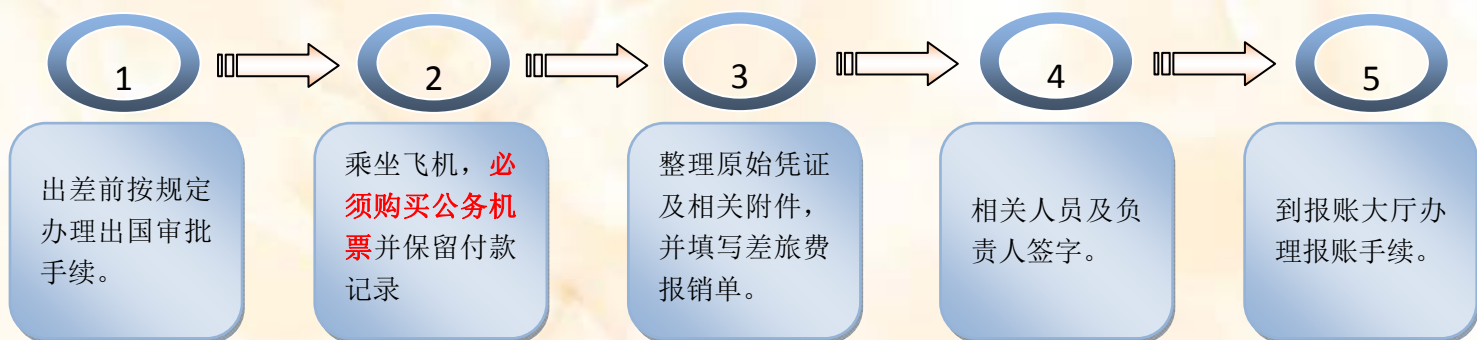 1
2
3
4
5
出差前按规定
办理出国审批
手续。
乘坐飞机，必
须购买公务机
票并保留付款
记录
整理原始凭证
及相关附件，
并填写差旅费
报销单。
相关人员及负
责人签字。
到报账大厅办
理报账手续。